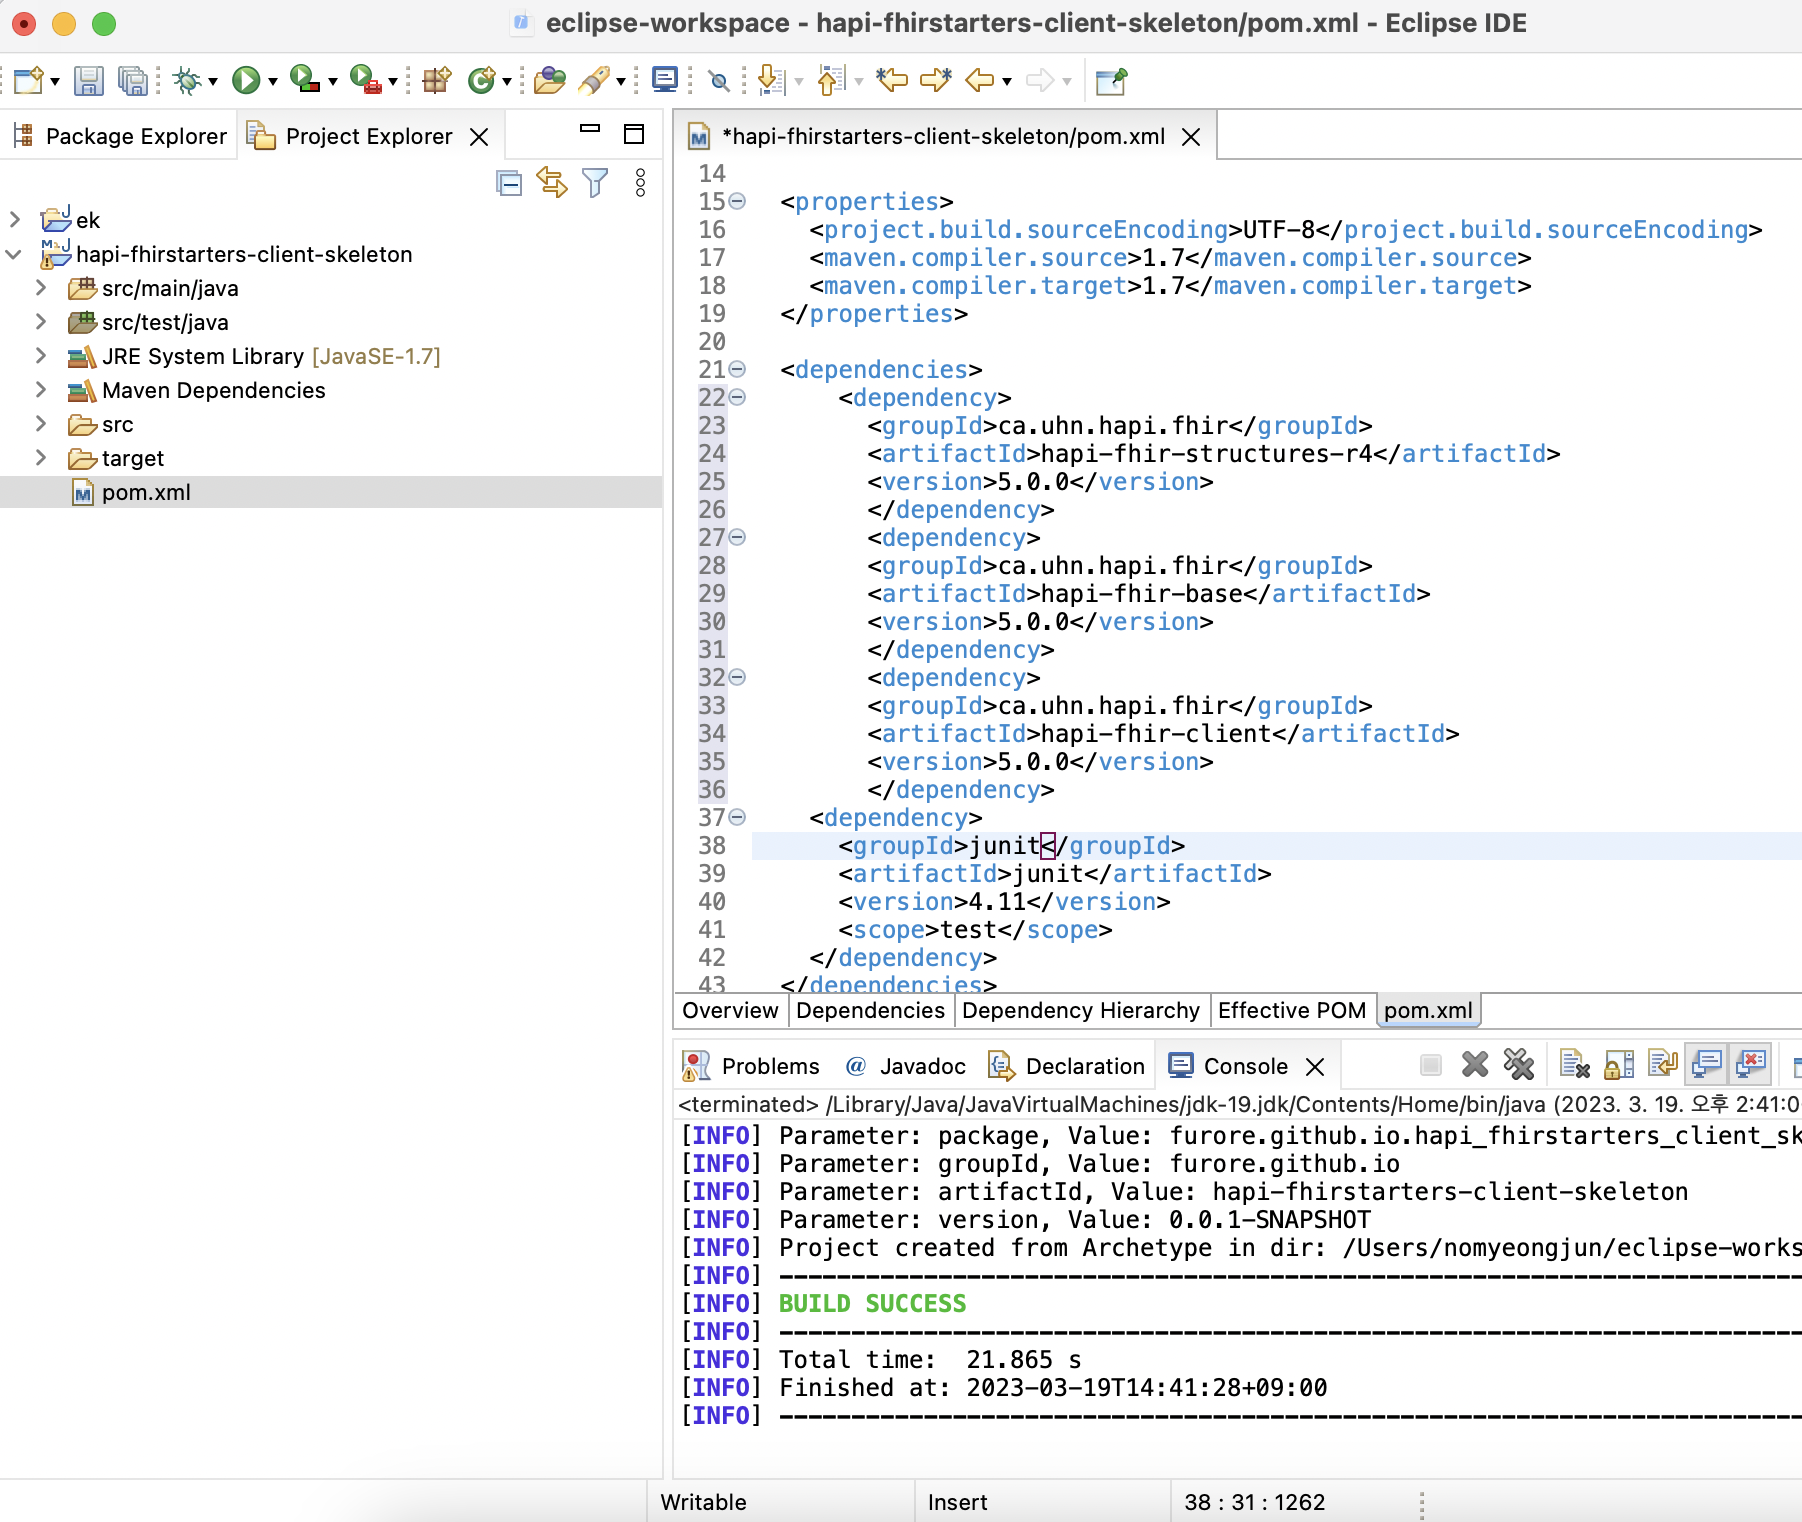 eclipse-workspace - hapi-fhirstarters-client-skeleton/pom.xml - Eclipse IDE
Package Explorer
Project Explorer
ek
hapi-fhirstarters-client-skeleton
src/main/java
src/test/java
JRE System Library [JavaSE-1.7]
Maven Dependencies
src
target
pom.xml
*hapi-fhirstarters-client-skeleton/pom.xml
14
15 <properties>
16 <project.build.sourceEncoding>UTF-8</project.build.sourceEncoding>
17 <maven.compiler.source>1.7</maven.compiler.source>
18 <maven.compiler.target>1.7</maven.compiler.target>
19 </properties>
20
21 <dependencies>
22 <dependency>
23 <groupId>ca.uhn.hapi.fhir</groupId>
24 <artifactId>hapi-fhir-structures-r4</artifactId>
25 <version>5.0.0</version>
26 </dependency>
27 <dependency>
28 <groupId>ca.uhn.hapi.fhir</groupId>
29 <artifactId>hapi-fhir-base</artifactId>
30 <version>5.0.0</version>
31 </dependency>
32 <dependency>
33 <groupId>ca.uhn.hapi.fhir</groupId>
34 <artifactId>hapi-fhir-client</artifactId>
35 <version>5.0.0</version>
36 </dependency>
37 <dependency>
38 <groupId>junit</groupId>
39 <artifactId>junit</artifactId>
40 <version>4.11</version>
41 <scope>test</scope>
42 </dependency>
43 </dependencies>
Overview Dependencies Dependency Hierarchy Effective POM pom.xml
Problems @ Javadoc Declaration Console
<terminated> /Library/Java/JavaVirtualMachines/jdk-19.jdk/Contents/Home/bin/java (2023. 3. 19. 오후 2:41:0
[INFO] Parameter: package, Value: furore.github.io.hapi_fhirstarters_client_sk
[INFO] Parameter: groupId, Value: furore.github.io
[INFO] Parameter: artifactId, Value: hapi-fhirstarters-client-skeleton
[INFO] Parameter: version, Value: 0.0.1-SNAPSHOT
[INFO] Project created from Archetype in dir: /Users/nomyeongjun/eclipse-works
[INFO] ------------------------------------------------------------------------
[INFO] BUILD SUCCESS
[INFO] ------------------------------------------------------------------------
[INFO] Total time:  21.865 s
[INFO] Finished at: 2023-03-19T14:41:28+09:00
[INFO] ------------------------------------------------------------------------
Writable Insert 38 : 31 : 1262